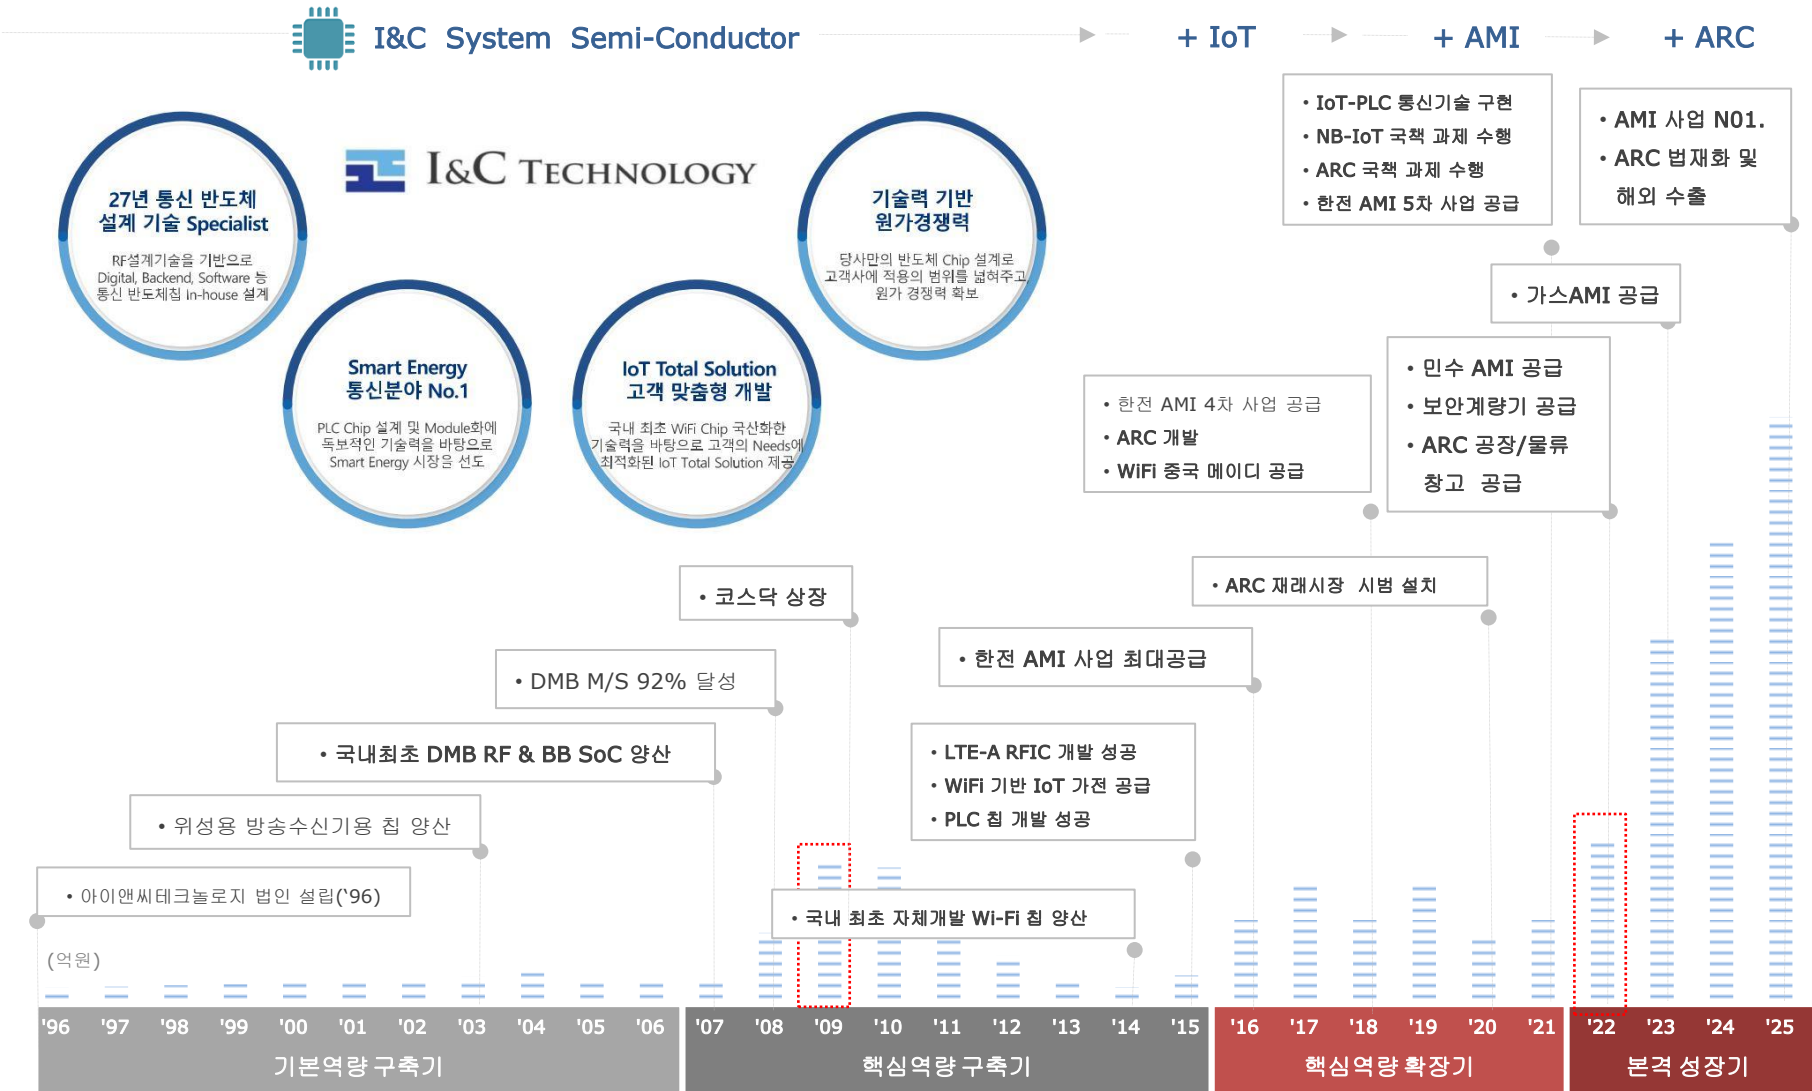 I&C System Semi-Conductor
+ IoT
+ AMI
+ ARC
I&C TECHNOLOGY
27년 통신 반도체
설계 기술 Specialist
RF설계기술을 기반으로
Digital, Backend, Software 등
통신 반도체칩 In-house 설계
Smart Energy
통신분야 No.1
PLC Chip 설계 및 Module화에
독보적인 기술력을 바탕으로
Smart Energy 시장을 선도
IoT Total Solution
고객 맞춤형 개발
국내 최초 WiFi Chip 국산화한
기술력을 바탕으로 고객의 Needs에
최적화된 IoT Total Solution 제공
기술력 기반
원가경쟁력
당사만의 반도체 Chip 설계로
고객사에 적용의 범위를 넓혀주고,
원가 경쟁력 확보
• IoT-PLC 통신기술 구현
• NB-IoT 국책 과제 수행
• ARC 국책 과제 수행
• 한전 AMI 5차 사업 공급
• AMI 사업 N01.
• ARC 법재화 및
해외 수출
• 가스AMI 공급
• 민수 AMI 공급
• 보안계량기 공급
• ARC 공장/물류
창고 공급
• 한전 AMI 4차 사업 공급
• ARC 개발
• WiFi 중국 메이디 공급
• ARC 재래시장 시범 설치
• 코스닥 상장
• 한전 AMI 사업 최대공급
• DMB M/S 92% 달성
• 국내최초 DMB RF & BB SoC 양산
• LTE-A RFIC 개발 성공
• WiFi 기반 IoT 가전 공급
• PLC 칩 개발 성공
• 위성용 방송수신기용 칩 양산
• 아이앤씨테크놀로지 법인 설립('96)
• 국내 최초 자체개발 Wi-Fi 칩 양산
(억원)
'96 '97 '98 '99 '00 '01 '02 '03 '04 '05 '06 '07 '08 '09 '10 '11 '12 '13 '14 '15 '16 '17 '18 '19 '20 '21 '22 '23 '24 '25
기본역량 구축기
핵심역량 구축기
핵심역량 확장기
본격 성장기